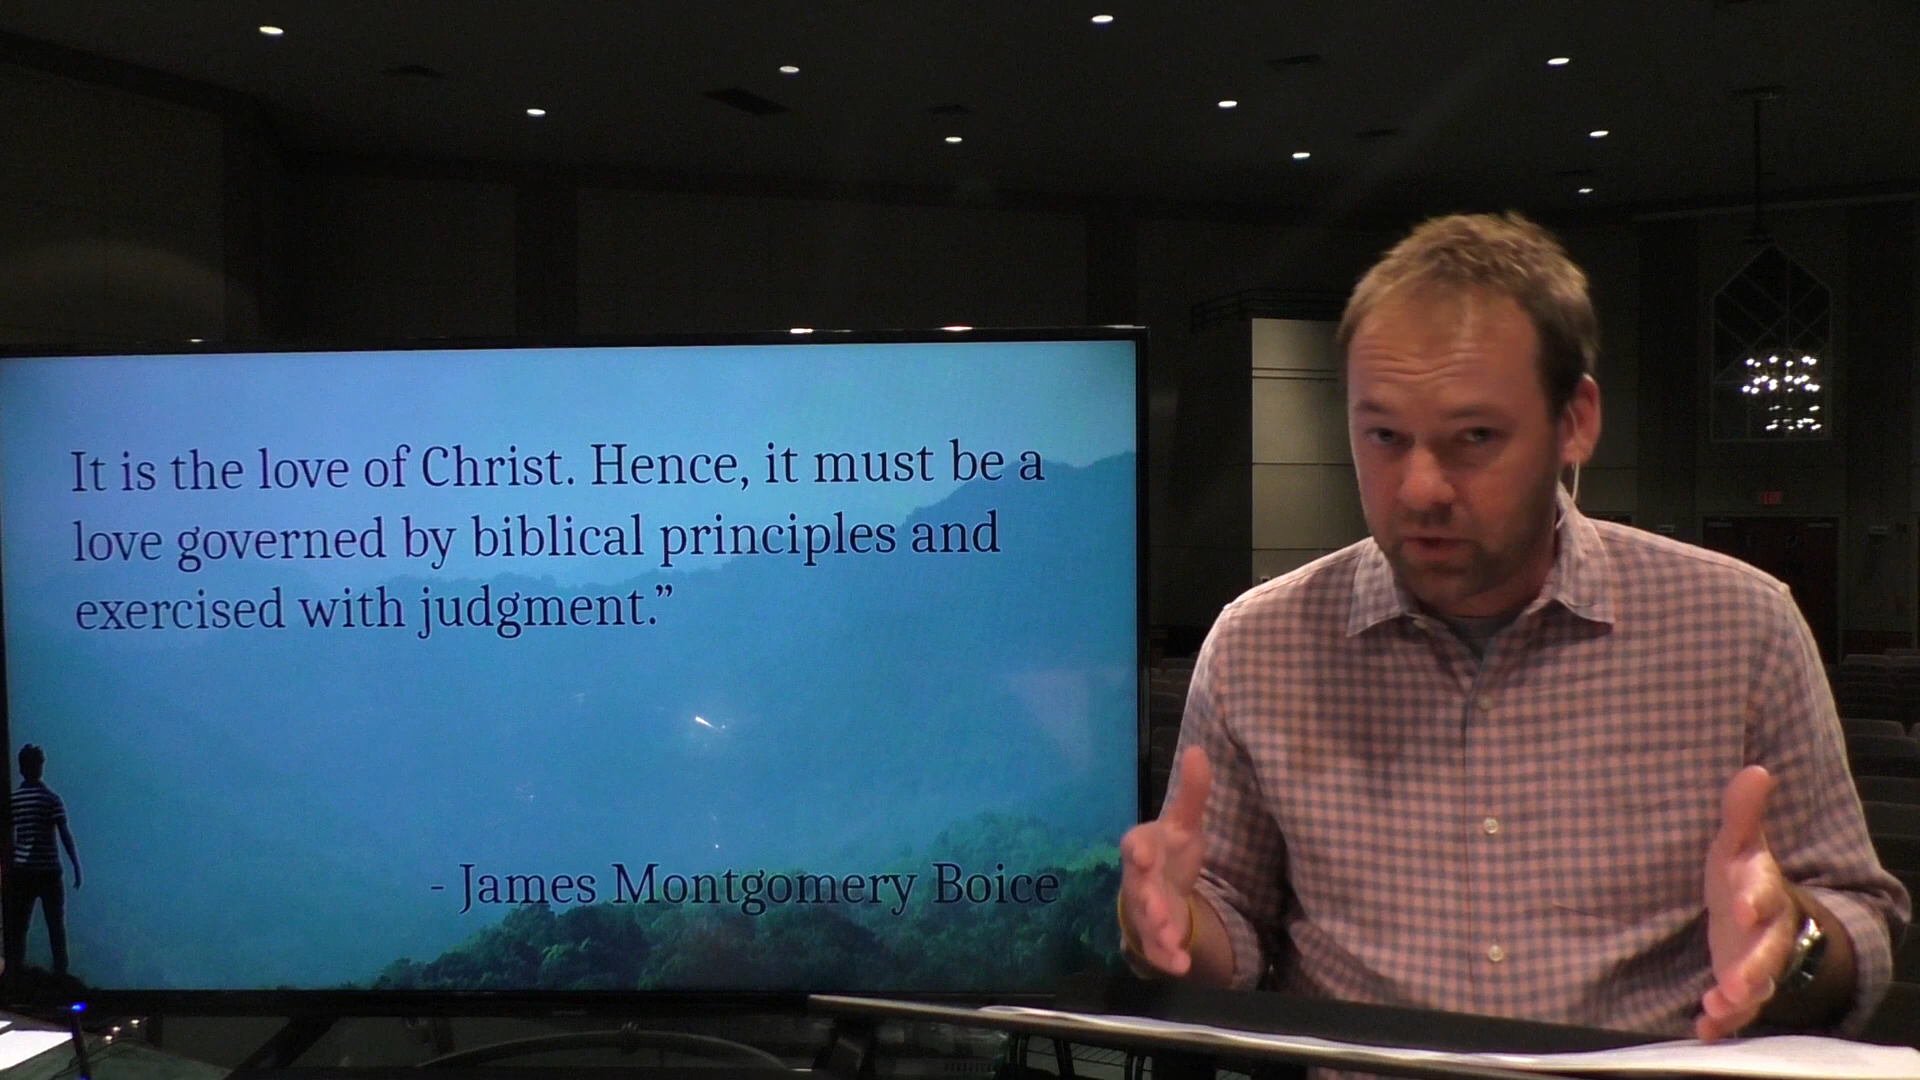 It is the love of Christ. Hence, it must be a
love governed by biblical principles and
exercised with judgment.”
- James Montgomery Boice